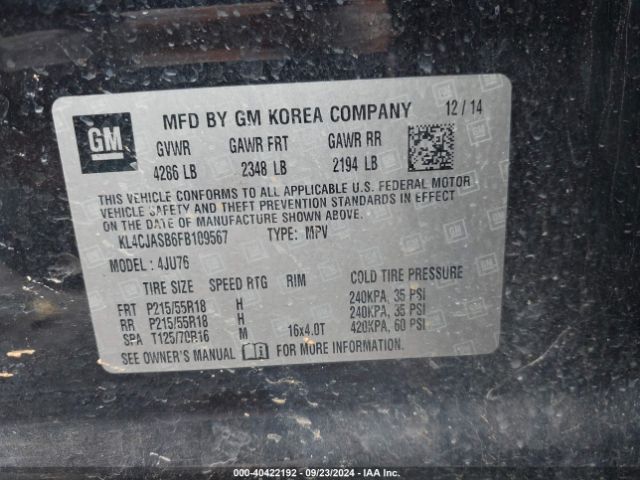 GM
MFD BY GM KOREA COMPANY 12/14
GVWR GAWR FRT GAWR RR
4286 LB 2348 LB 2194 LB
THIS VEHICLE CONFORMS TO ALL APPLICABLE U.S. FEDERAL MOTOR
VEHICLE SAFETY AND THEFT PREVENTION STANDARDS IN EFFECT
ON THE DATE OF MANUFACTURE SHOWN ABOVE.
KL4CJASB6FB109567 TYPE: MPV
MODEL: 4JU76
TIRE SIZE SPEED RTG RIM COLD TIRE PRESSURE
FRT P215/55R18 H 240KPA, 35 PSI
RR P215/55R18 H 240KPA, 35 PSI
SPA T125/70R16 M 16x4.0T 420KPA, 60 PSI
SEE OWNER'S MANUAL FOR MORE INFORMATION.
000-40422192 - 09/23/2024 - IAA Inc.